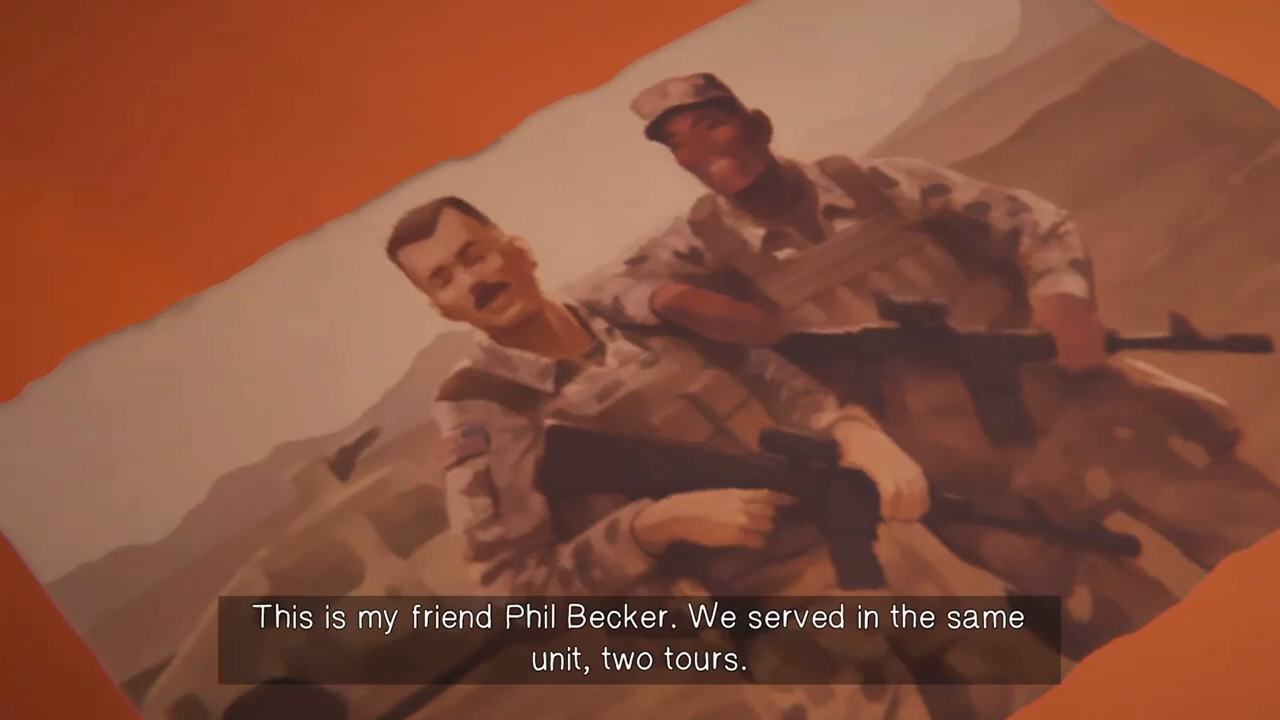 This is my friend Phil Becker. We served in the same
unit, two tours.